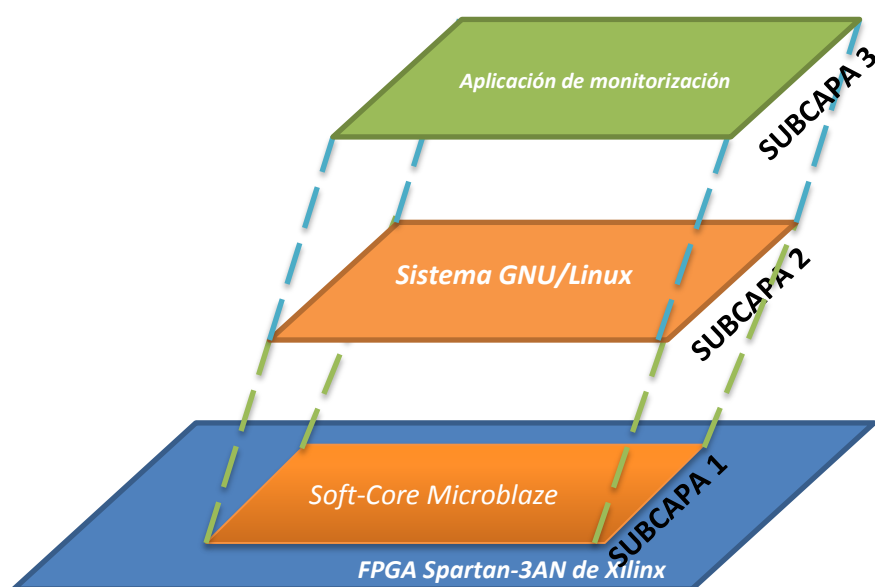 Aplicación de monitorización
SUBCAPA 3
Sistema GNU/Linux
SUBCAPA 2
Soft-Core Microblaze
SUBCAPA 1
FPGA Spartan-3AN de Xilinx